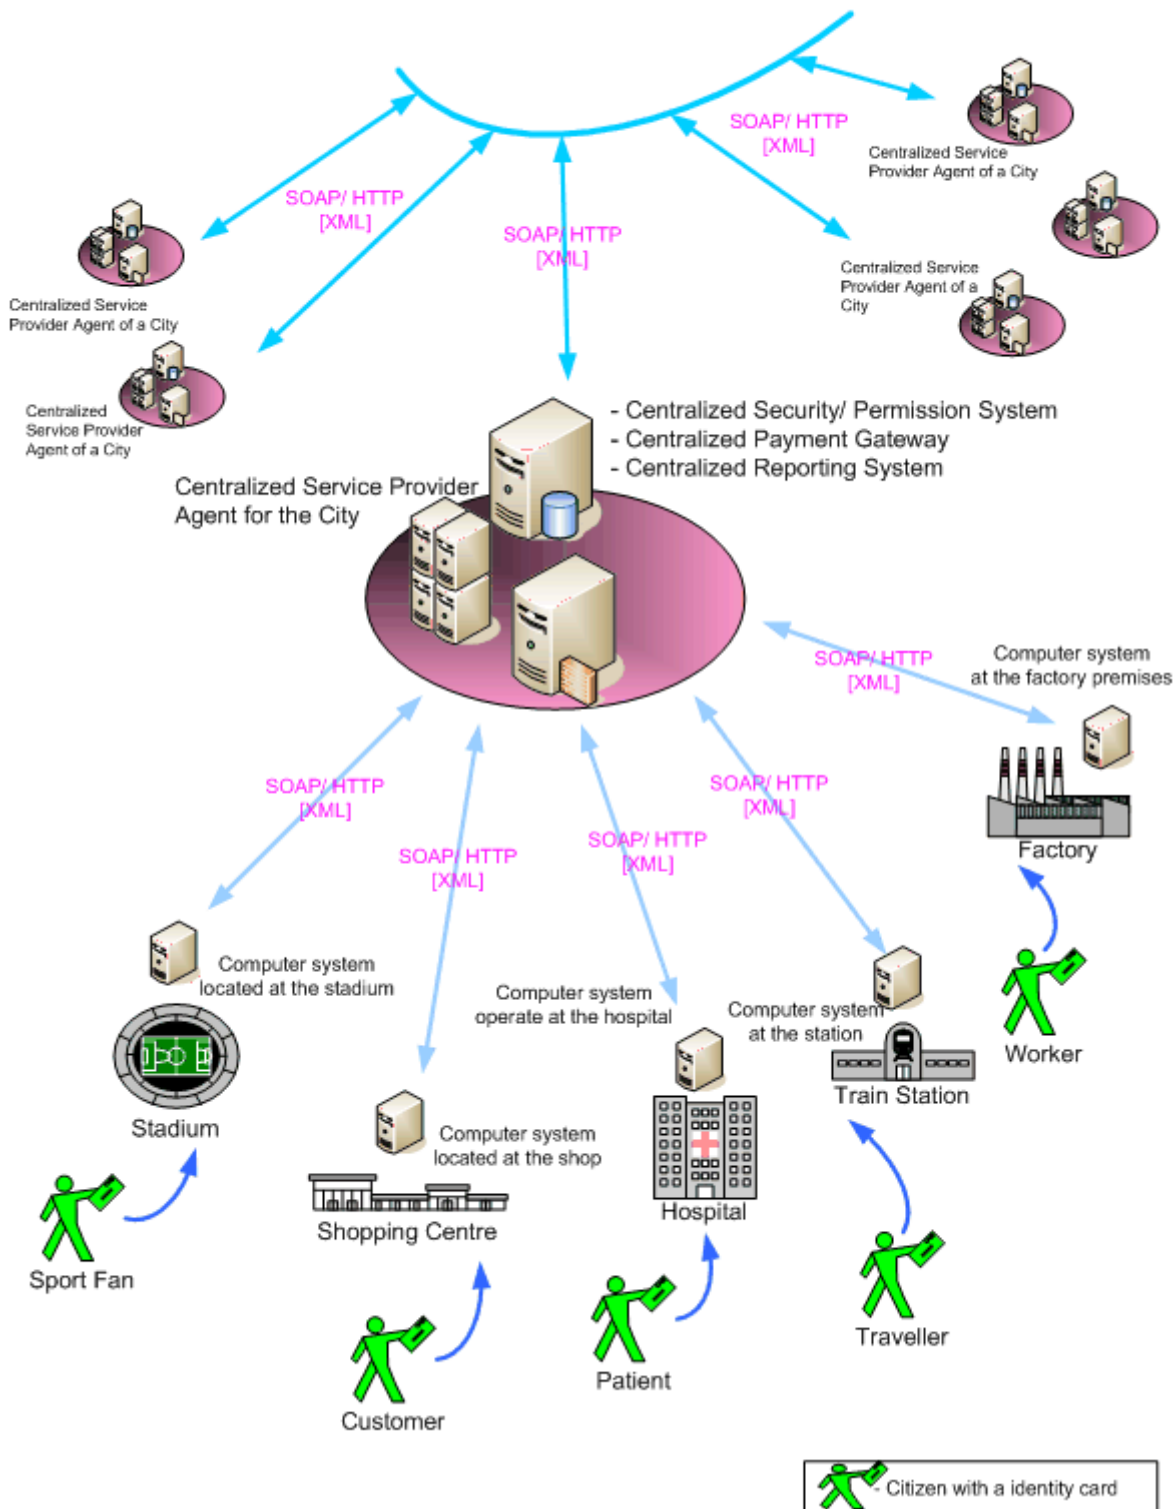 SOAP/ HTTP
[XML]
Centralized Service
Provider Agent of a City
SOAP/ HTTP
[XML]
SOAP/ HTTP
[XML]
Centralized Service
Provider Agent of a
City
Centralized Service
Provider Agent of a City
Centralized
Service Provider
Agent of a City
- Centralized Security/ Permission System
- Centralized Payment Gateway
- Centralized Reporting System
Centralized Service Provider
Agent for the City
SOAP/ HTTP
[XML]
Computer system
at the factory premises
SOAP/ HTTP
[XML]
SOAP/ HTTP
[XML]
SOAP/ HTTP
[XML]
SOAP/ HTTP
[XML]
Factory
Computer system
located at the stadium
Computer system
operate at the hospital
Computer system
at the station
Worker
Train Station
Stadium
Computer system
located at the shop
Hospital
Shopping Centre
Sport Fan
Traveller
Patient
Customer
- Citizen with a identity card